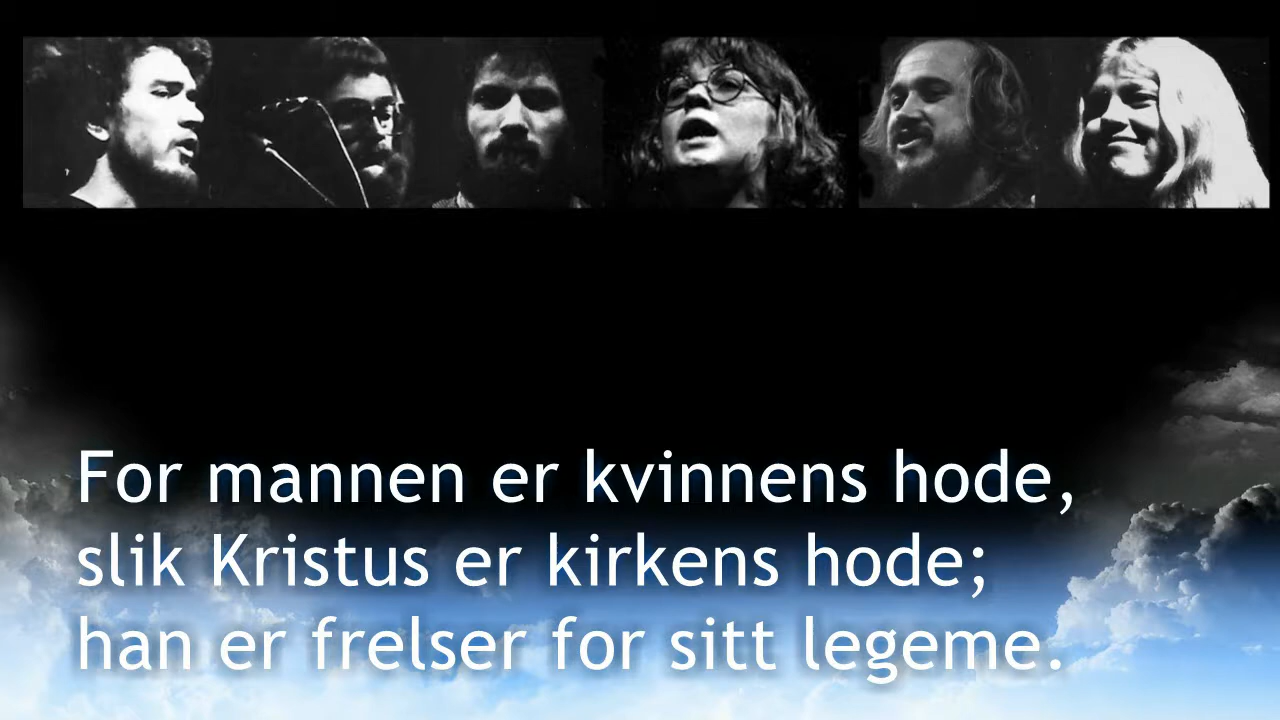 For mannen er kvinnens hode,
slik Kristus er kirkens hode;
han er frelser for sitt legeme.